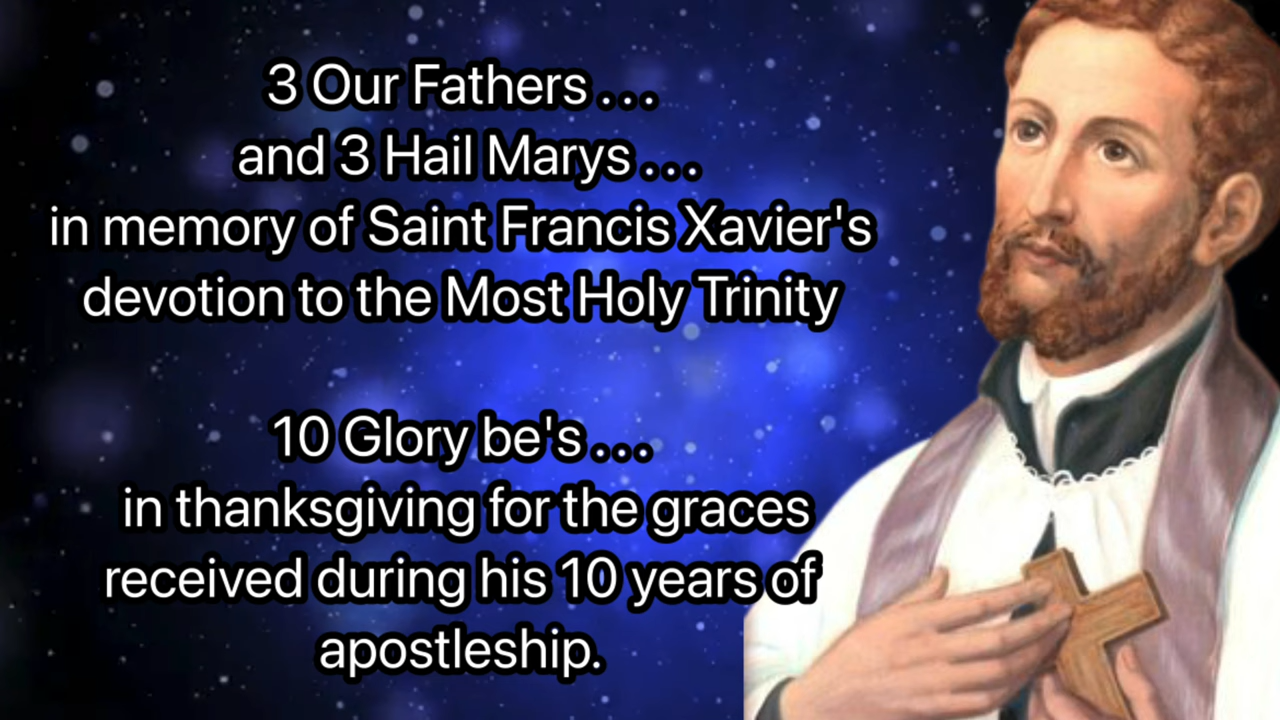 3 Our Fathers...
and 3 Hail Marys...
in memory of Saint Francis Xavier's
devotion to the Most Holy Trinity
10 Glory be's...
in thanksgiving for the graces
received during his 10 years of
apostleship.